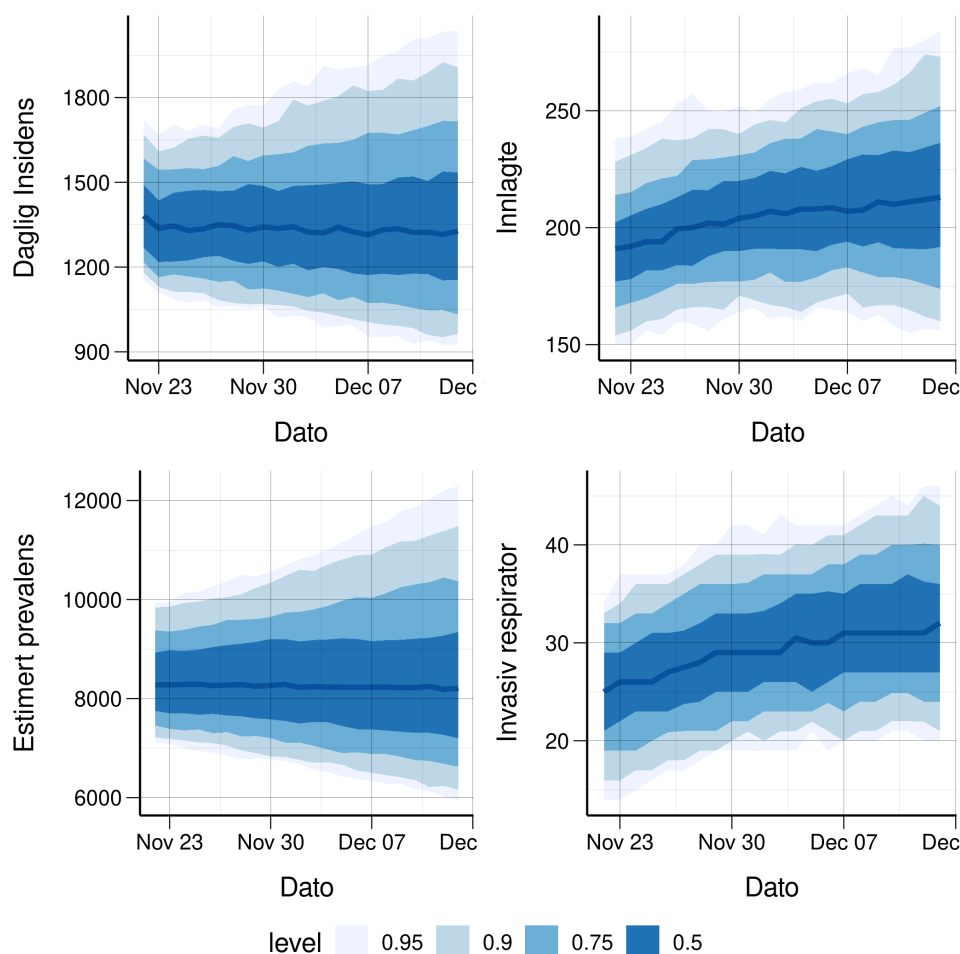 Daglig Insidens
1800
1500
1200
900
Nov 23 Nov 30 Dec 07 Dec
Dato
Innlagte
250
200
150
Nov 23 Nov 30 Dec 07 Dec
Dato
Estimert prevalens
12000
10000
8000
6000
Nov 23 Nov 30 Dec 07 Dec
Dato
Invasiv respirator
40
30
20
Nov 23 Nov 30 Dec 07 Dec
Dato
level 0.95 0.9 0.75 0.5